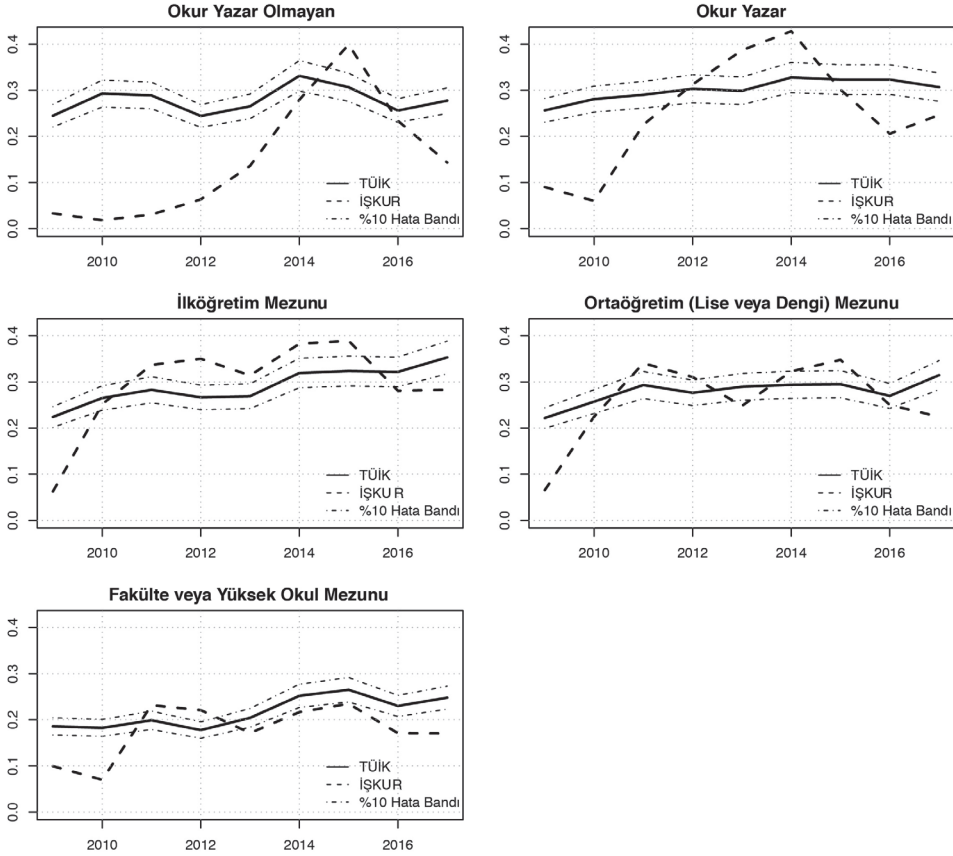 Okur Yazar Olmayan
0.4
0.3
0.2
0.1
0.0
TÜİK
İŞKUR
%10 Hata Bandı
2010 2012 2014 2016
Okur Yazar
0.4
0.3
0.2
0.1
0.0
TÜİK
İŞKUR
%10 Hata Bandı
2010 2012 2014 2016
İlköğretim Mezunu
0.4
0.3
0.2
0.1
0.0
TÜİK
İŞKUR
%10 Hata Bandı
2010 2012 2014 2016
Ortaöğretim (Lise veya Dengi) Mezunu
0.4
0.3
0.2
0.1
0.0
TÜİK
İŞKUR
%10 Hata Bandı
2010 2012 2014 2016
Fakülte veya Yüksek Okul Mezunu
0.4
0.3
0.2
0.1
0.0
TÜİK
İŞKUR
%10 Hata Bandı
2010 2012 2014 2016